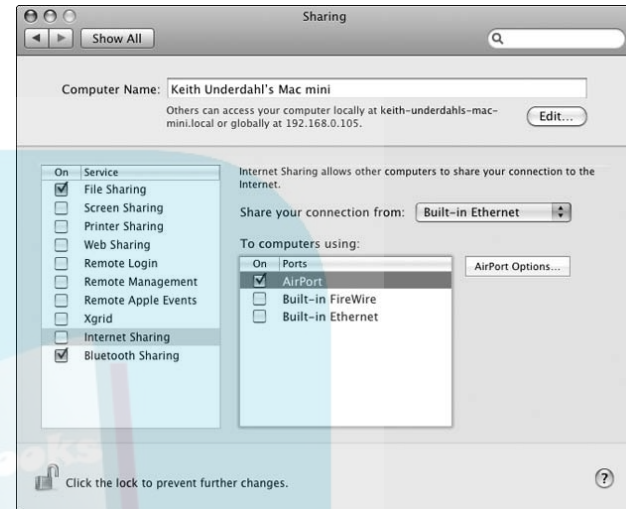 Sharing
Show All
Computer Name: Keith Underdahl's Mac mini
Others can access your computer locally at keith-underdahls-mac-
mini.local or globally at 192.168.0.105.
Edit...
On Service
File Sharing
Screen Sharing
Printer Sharing
Web Sharing
Remote Login
Remote Management
Remote Apple Events
Xgrid
Internet Sharing
Bluetooth Sharing
Internet Sharing allows other computers to share your connection to the
Internet.
Share your connection from: Built-in Ethernet
To computers using:
On Ports
AirPort
Built-in FireWire
Built-in Ethernet
AirPort Options...
Click the lock to prevent further changes.
?